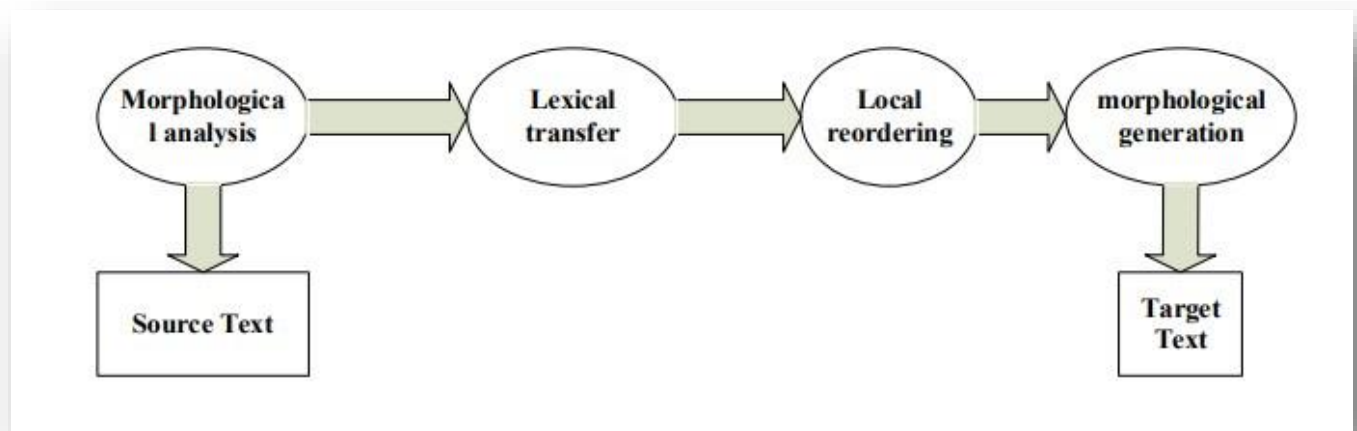 Morphologica
l analysis
Lexical
transfer
Local
reordering
morphological
generation
Source Text
Target
Text